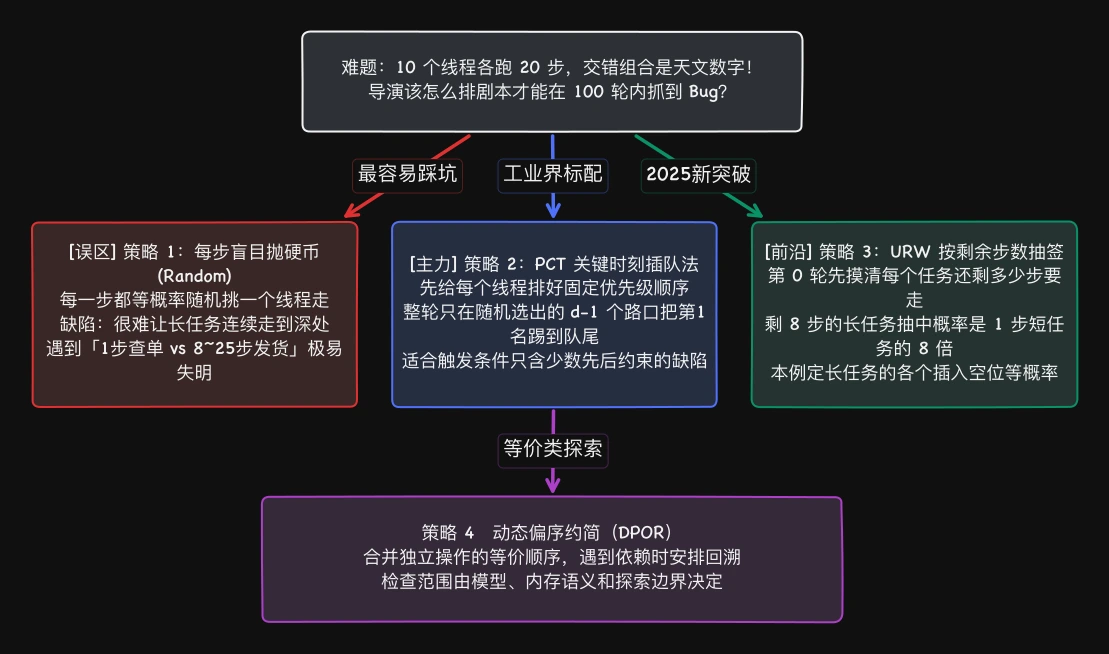 难题：10 个线程各跑 20 步，交错组合是天文数字！
导演该怎么排剧本才能在 100 轮内抓到 Bug？
最容易踩坑
工业界标配
2025新突破
[误区] 策略 1：每步盲目抛硬币
(Random)
每一步都等概率随机挑一个线程走
缺陷：很难让长任务连续走到深处
遇到「1步查单 vs 8~25步发货」极易
失明
[主力] 策略 2：PCT 关键时刻插队法
先给每个线程排好固定优先级顺序
整轮只在随机选出的 d-1 个路口把第1
名踢到队尾
适合触发条件只含少数先后约束的缺陷
[前沿] 策略 3：URW 按剩余步数抽签
第 0 轮先摸清每个任务还剩多少步要
走
剩 8 步的长任务抽中概率是 1 步短任
务的 8 倍
本例定长任务的各个插入空位等概率
等价类探索
策略 4　动态偏序约简（DPOR）
合并独立操作的等价顺序，遇到依赖时安排回溯
检查范围由模型、内存语义和探索边界决定